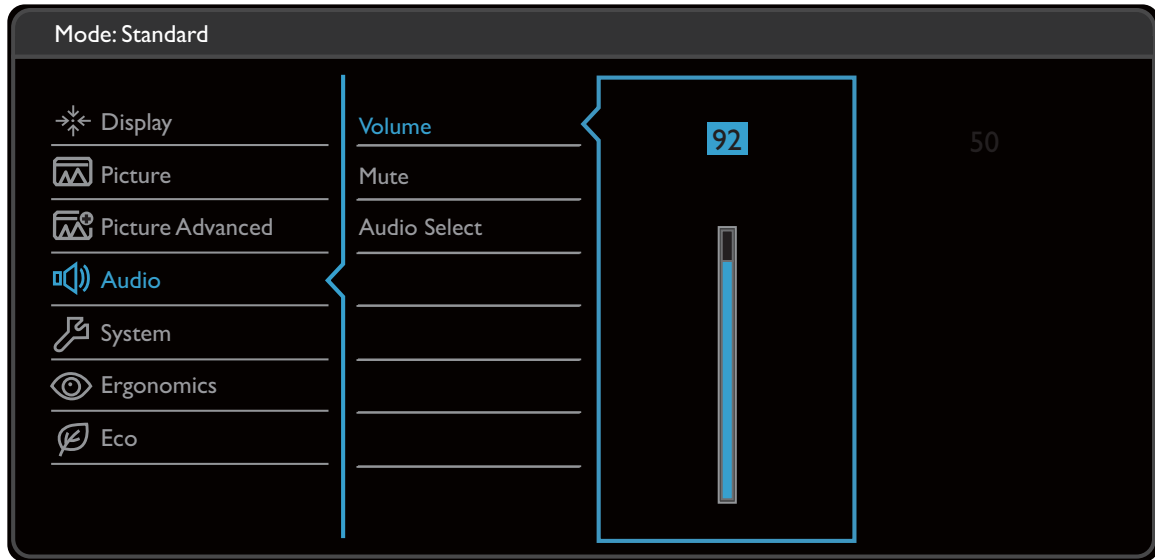 Mode: Standard
Display
Picture
Picture Advanced
Audio
System
Ergonomics
Eco
Volume
Mute
Audio Select
92
50